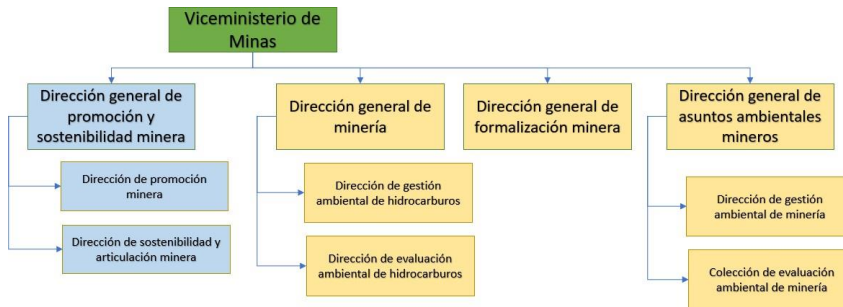 Viceministerio de
Minas
Dirección general de
promoción y
sostenibilidad minera
Dirección general de
minería
Dirección general de
formalización minera
Dirección general de
asuntos ambientales
mineros
Dirección de promoción
minera
Dirección de sostenibilidad y
articulación minera
Dirección de gestión
ambiental de hidrocarburos
Dirección de evaluación
ambiental de hidrocarburos
Dirección de gestión
ambiental de minería
Colección de evaluación
ambiental de minería